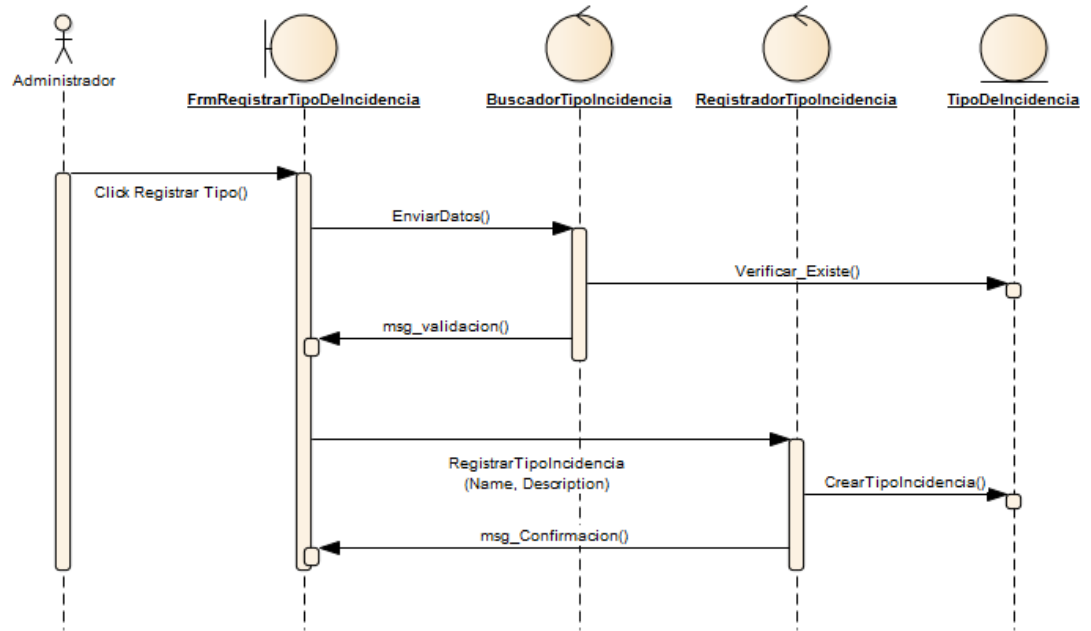 Administrador
FrmRegistrarTipoDeIncidencia
BuscadorTipoIncidencia
RegistradorTipoIncidencia
TipoDeIncidencia
Click Registrar Tipo()
EnviarDatos()
Verificar_Existe()
msg_validacion()
RegistrarTipoIncidencia
(Name, Description)
CrearTipoIncidencia()
msg_Confirmacion()